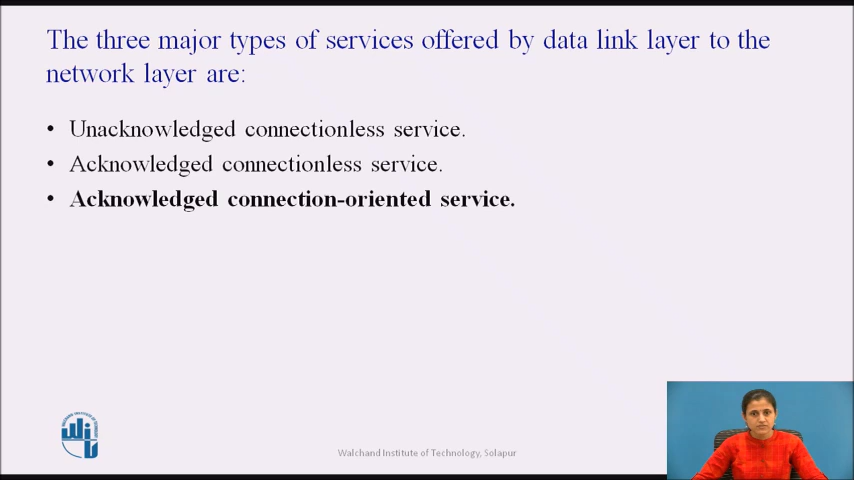 The three major types of services offered by data link layer to the
network layer are:
• Unacknowledged connectionless service.
• Acknowledged connectionless service.
• Acknowledged connection-oriented service.
Walchand Institute of Technology, Solapur